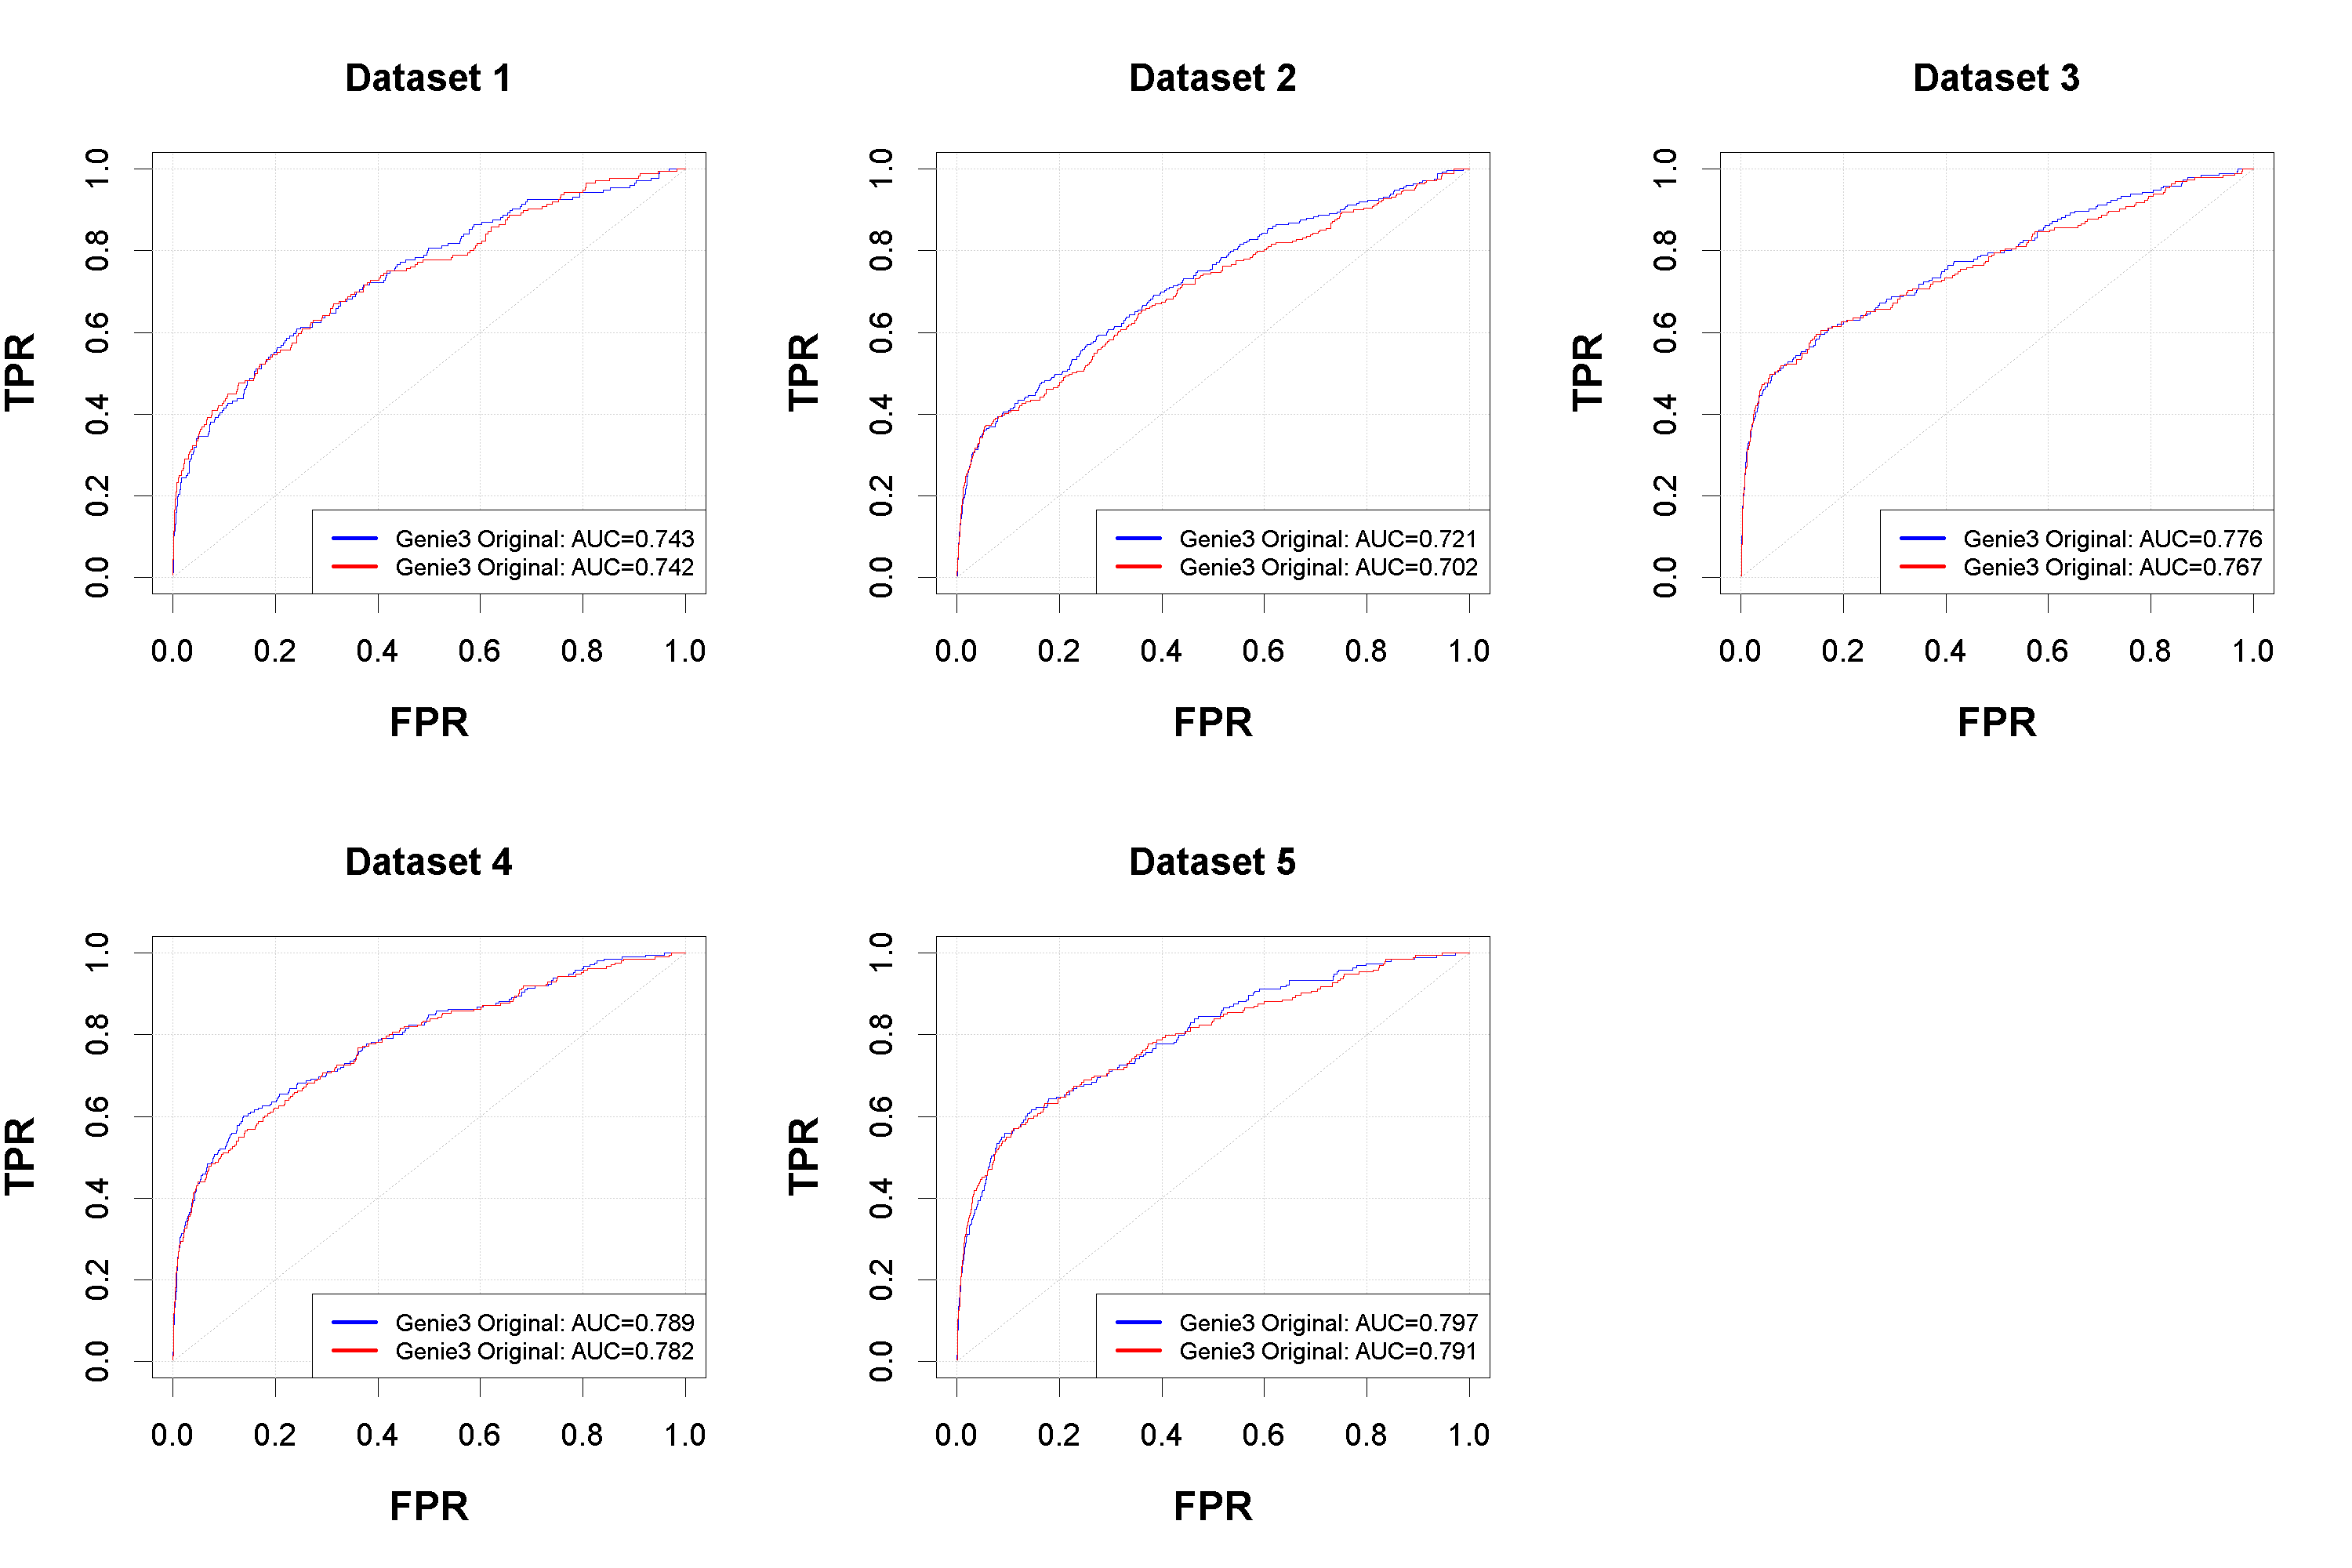 Dataset 1
TPR
1.0
0.8
0.6
0.4
0.2
0.0
Genie3 Original: AUC=0.743
Genie3 Original: AUC=0.742
0.0 0.2 0.4 0.6 0.8 1.0
FPR
Dataset 2
TPR
1.0
0.8
0.6
0.4
0.2
0.0
Genie3 Original: AUC=0.721
Genie3 Original: AUC=0.702
0.0 0.2 0.4 0.6 0.8 1.0
FPR
Dataset 3
TPR
1.0
0.8
0.6
0.4
0.2
0.0
Genie3 Original: AUC=0.776
Genie3 Original: AUC=0.767
0.0 0.2 0.4 0.6 0.8 1.0
FPR
Dataset 4
TPR
1.0
0.8
0.6
0.4
0.2
0.0
Genie3 Original: AUC=0.789
Genie3 Original: AUC=0.782
0.0 0.2 0.4 0.6 0.8 1.0
FPR
Dataset 5
TPR
1.0
0.8
0.6
0.4
0.2
0.0
Genie3 Original: AUC=0.797
Genie3 Original: AUC=0.791
0.0 0.2 0.4 0.6 0.8 1.0
FPR